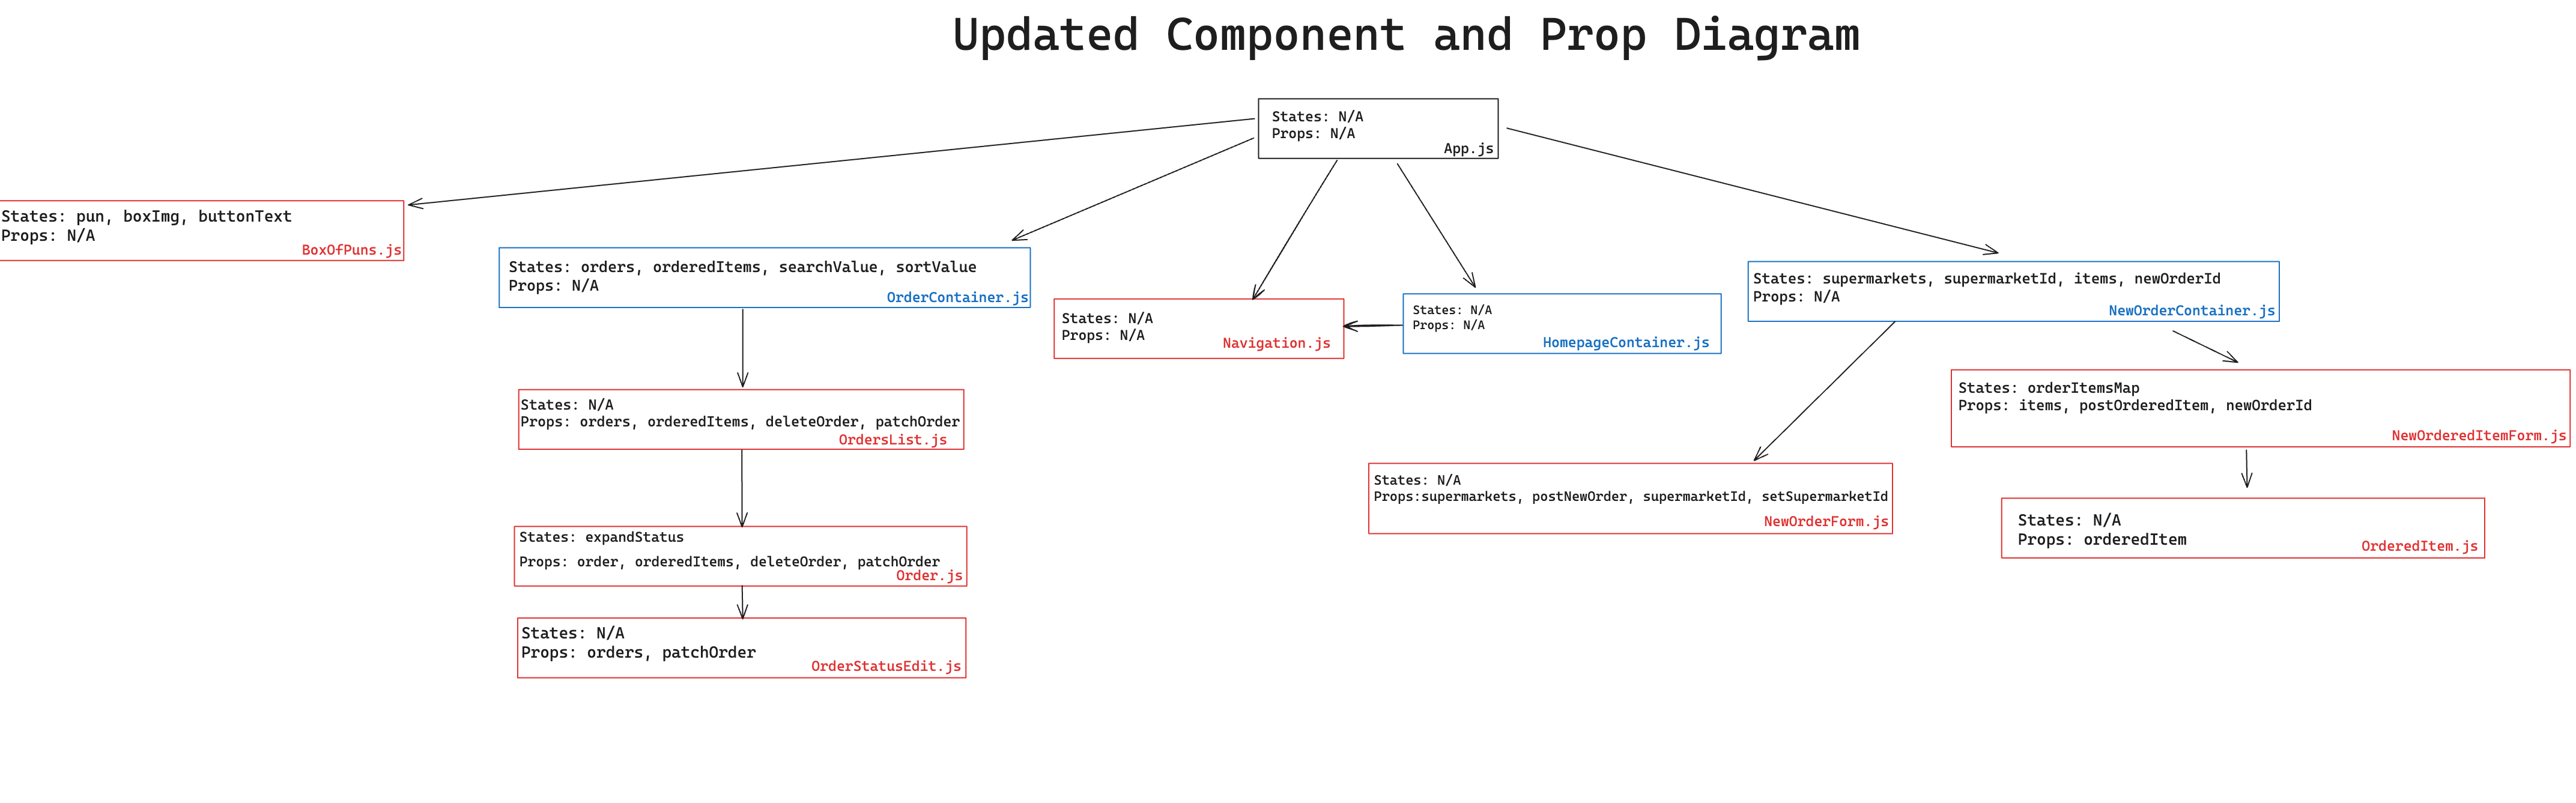 Updated Component and Prop Diagram
States: N/A
Props: N/A
App.js
States: pun, boxImg, buttonText
Props: N/A
BoxOfPuns.js
States: orders, orderedItems, searchValue, sortValue
Props: N/A
OrderContainer.js
States: N/A
Props: N/A
Navigation.js
States: N/A
Props: N/A
HomepageContainer.js
States: supermarkets, supermarketId, items, newOrderId
Props: N/A
NewOrderContainer.js
States: N/A
Props: orders, orderedItems, deleteOrder, patchOrder
OrdersList.js
States: orderItemsMap
Props: items, postOrderedItem, newOrderId
NewOrderedItemForm.js
States: N/A
Props:supermarkets, postNewOrder, supermarketId, setSupermarketId
NewOrderForm.js
States: N/A
Props: orderedItem
OrderedItem.js
States: expandStatus
Props: order, orderedItems, deleteOrder, patchOrder
Order.js
States: N/A
Props: orders, patchOrder
OrderStatusEdit.js